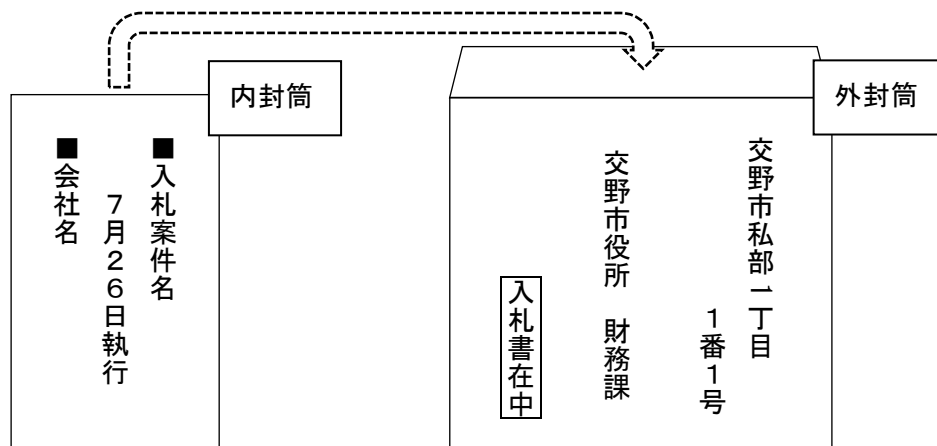 内封筒
■入札案件名
７月２６日執行
■会社名
外封筒
交野市私部一丁目
１番１号
交野市役所　財務課
入札書在中